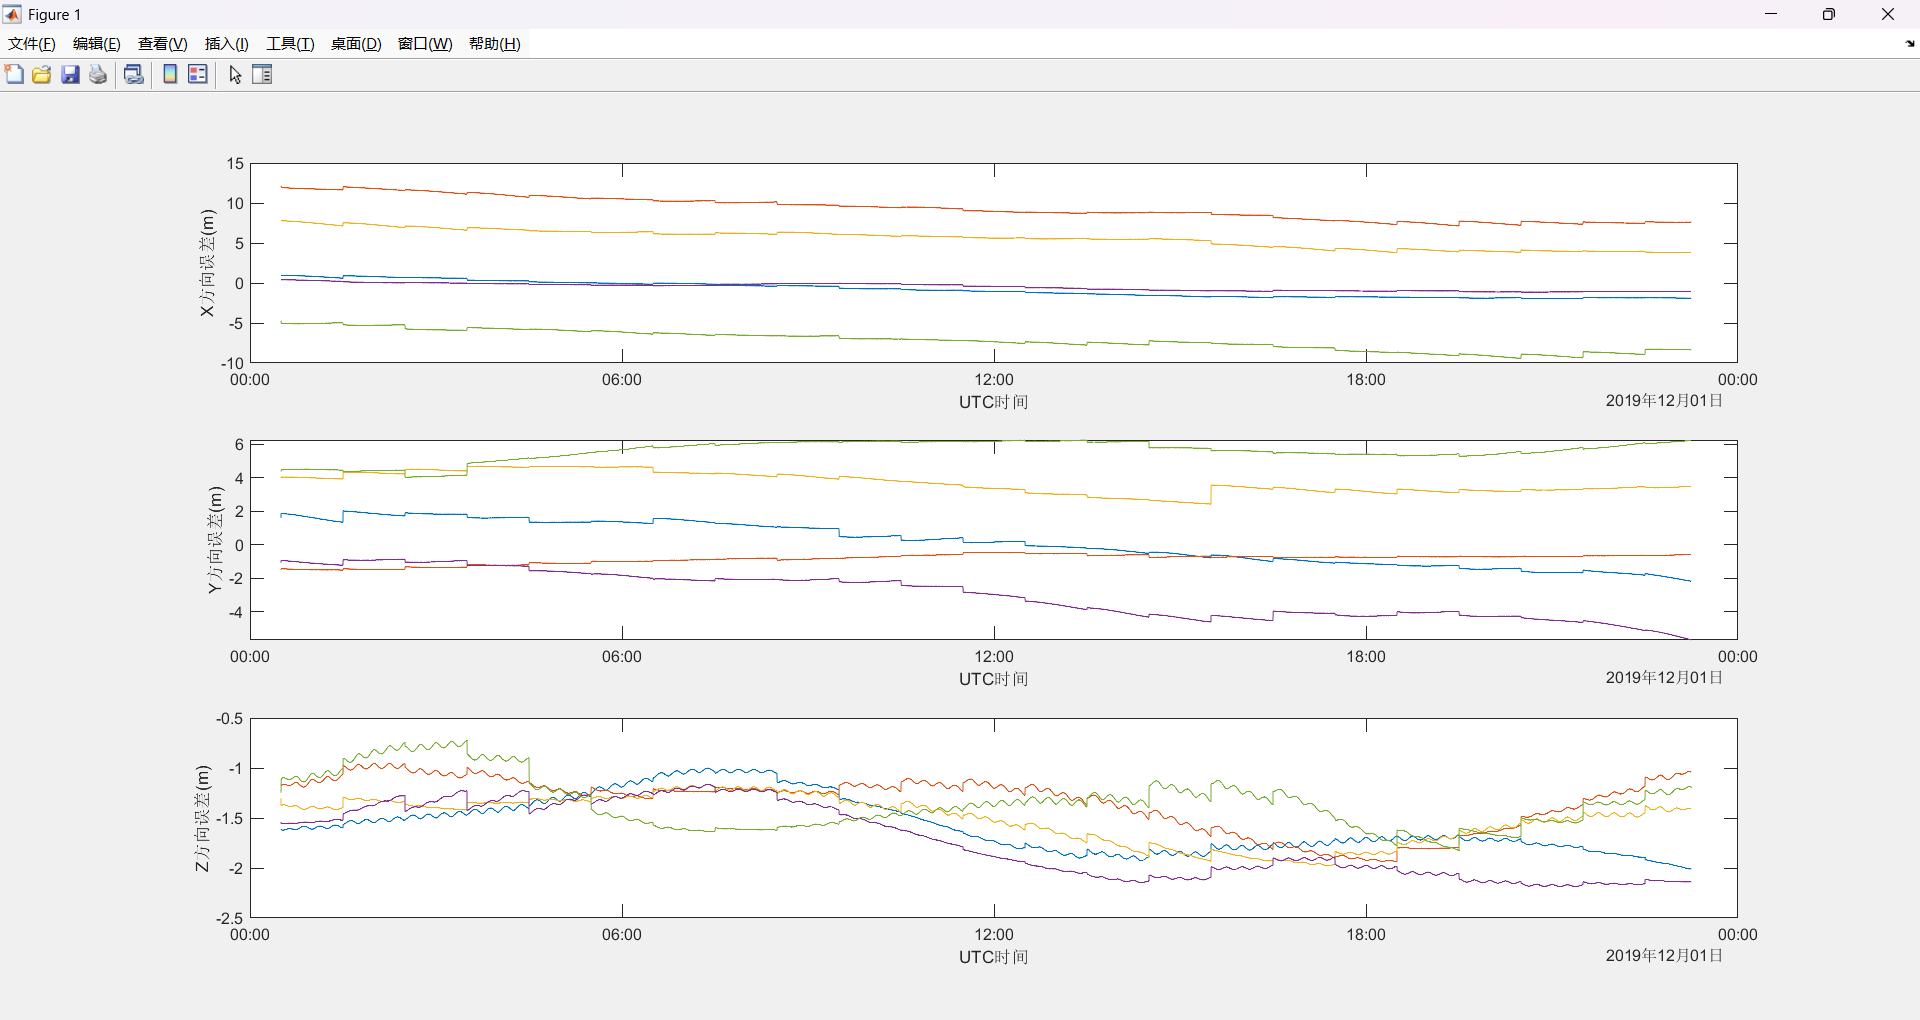 Figure 1
文件(F) 编辑(E) 查看(V) 插入(I) 工具(T) 桌面(D) 窗口(W) 帮助(H)
X方向误差(m)
15
10
5
0
-5
-10
00:00 06:00 12:00 18:00 00:00
UTC时间
2019年12月01日
Y方向误差(m)
6
4
2
0
-2
-4
00:00 06:00 12:00 18:00 00:00
UTC时间
2019年12月01日
Z方向误差(m)
-0.5
-1
-1.5
-2
-2.5
00:00 06:00 12:00 18:00 00:00
UTC时间
2019年12月01日